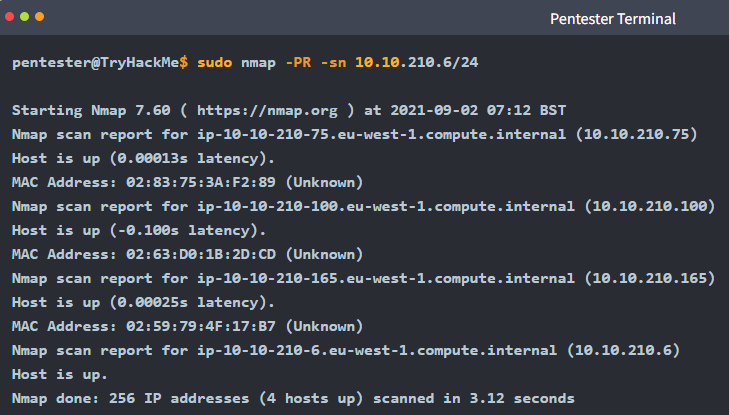 Pentester Terminal
pentester@TryHackMe$ sudo nmap -PR -sn 10.10.210.6/24
Starting Nmap 7.60 ( https://nmap.org ) at 2021-09-02 07:12 BST
Nmap scan report for ip-10-10-210-75.eu-west-1.compute.internal (10.10.210.75)
Host is up (0.00013s latency).
MAC Address: 02:83:75:3A:F2:89 (Unknown)
Nmap scan report for ip-10-10-210-100.eu-west-1.compute.internal (10.10.210.100)
Host is up (-0.100s latency).
MAC Address: 02:63:D0:1B:2D:CD (Unknown)
Nmap scan report for ip-10-10-210-165.eu-west-1.compute.internal (10.10.210.165)
Host is up (0.00025s latency).
MAC Address: 02:59:79:4F:17:B7 (Unknown)
Nmap scan report for ip-10-10-210-6.eu-west-1.compute.internal (10.10.210.6)
Host is up.
Nmap done: 256 IP addresses (4 hosts up) scanned in 3.12 seconds